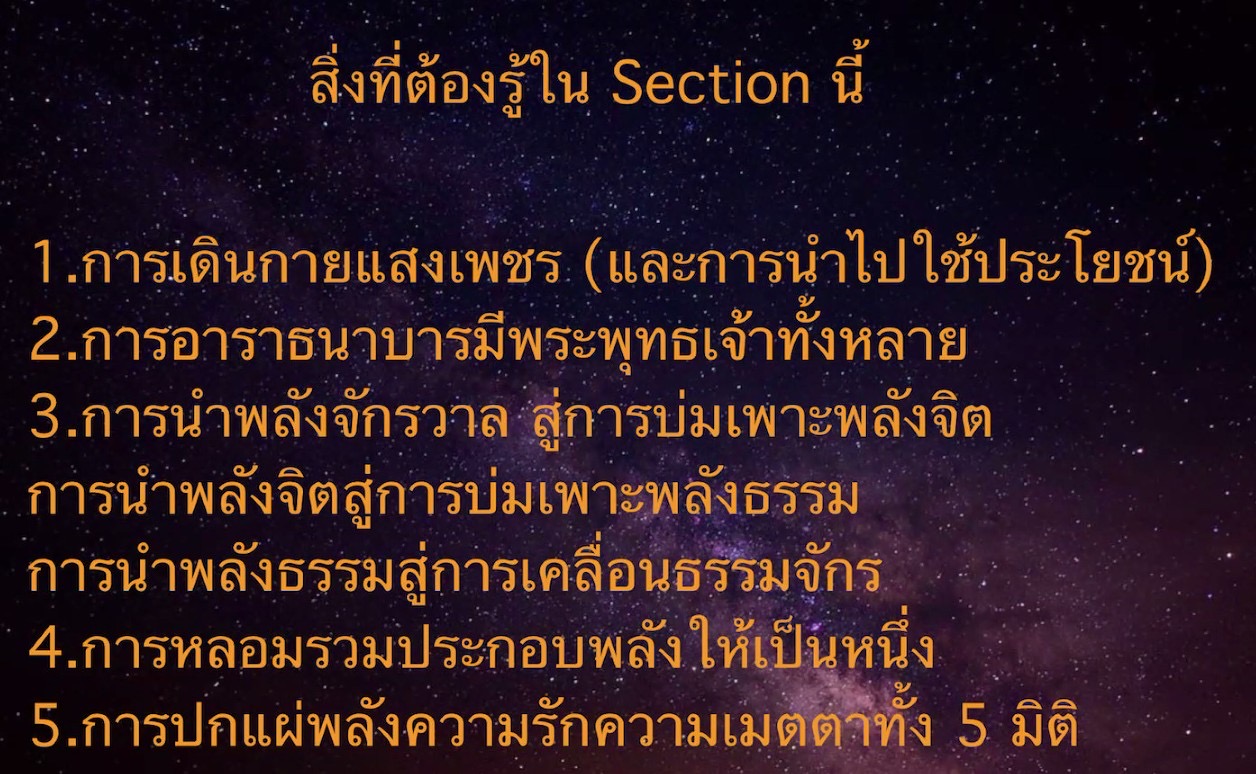 สิ่งที่ต้องรู้ใน Section นี้
1.การเดินกายแสงเพชร (และการนำไปใช้ประโยชน์)
2.การอาราธนาบารมีพระพุทธเจ้าทั้งหลาย
3.การนำพลังจักรวาล สู่การบ่มเพาะพลังจิต
การนำพลังจิตสู่การบ่มเพาะพลังธรรม
การนำพลังธรรมสู่การเคลื่อนธรรมจักร
4.การหลอมรวมประกอบพลังให้เป็นหนึ่ง
5.การปกแผ่พลังความรักความเมตตาทั้ง 5 มิติ